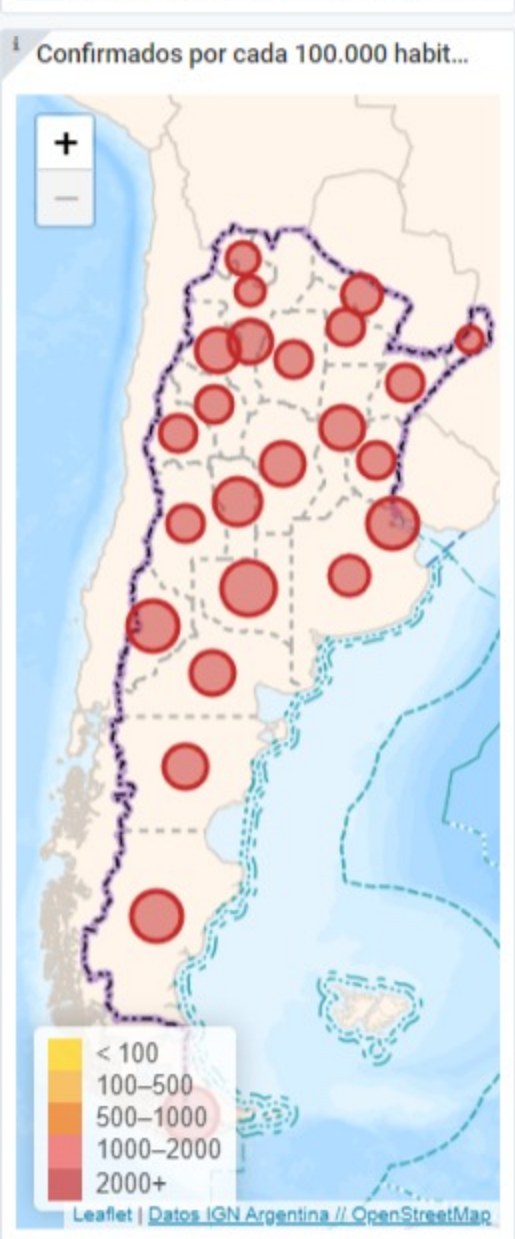 i
Confirmados por cada 100.000 habit...
+
−
< 100
100–500
500–1000
1000–2000
2000+
Leaflet | Datos IGN Argentina // OpenStreetMap